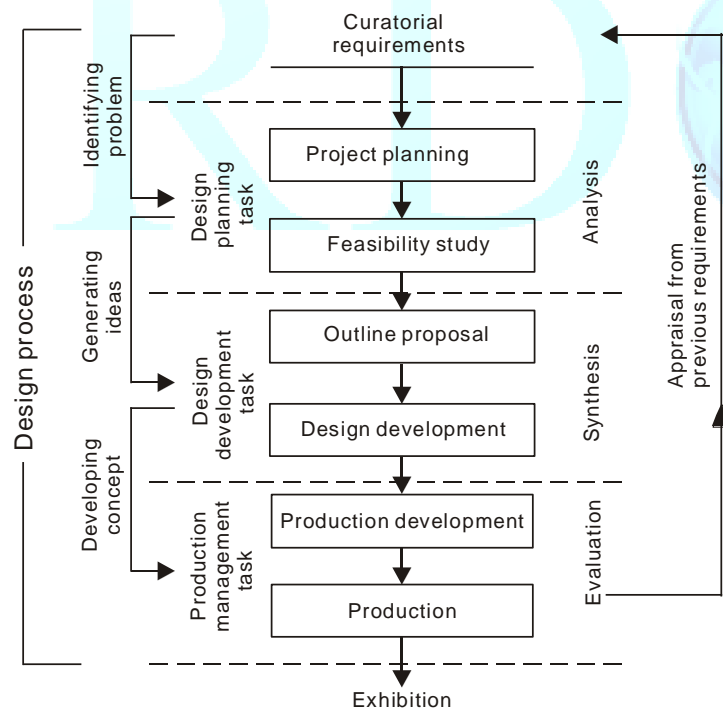 Curatorial
requirements
Design process
Identifying
problem
Generating
ideas
Developing
concept
Design
planning
task
Design
development
task
Production
management
task
Project planning
Feasibility study
Outline proposal
Design development
Production development
Production
Exhibition
Analysis
Synthesis
Evaluation
Appraisal from
previous requirements
RD